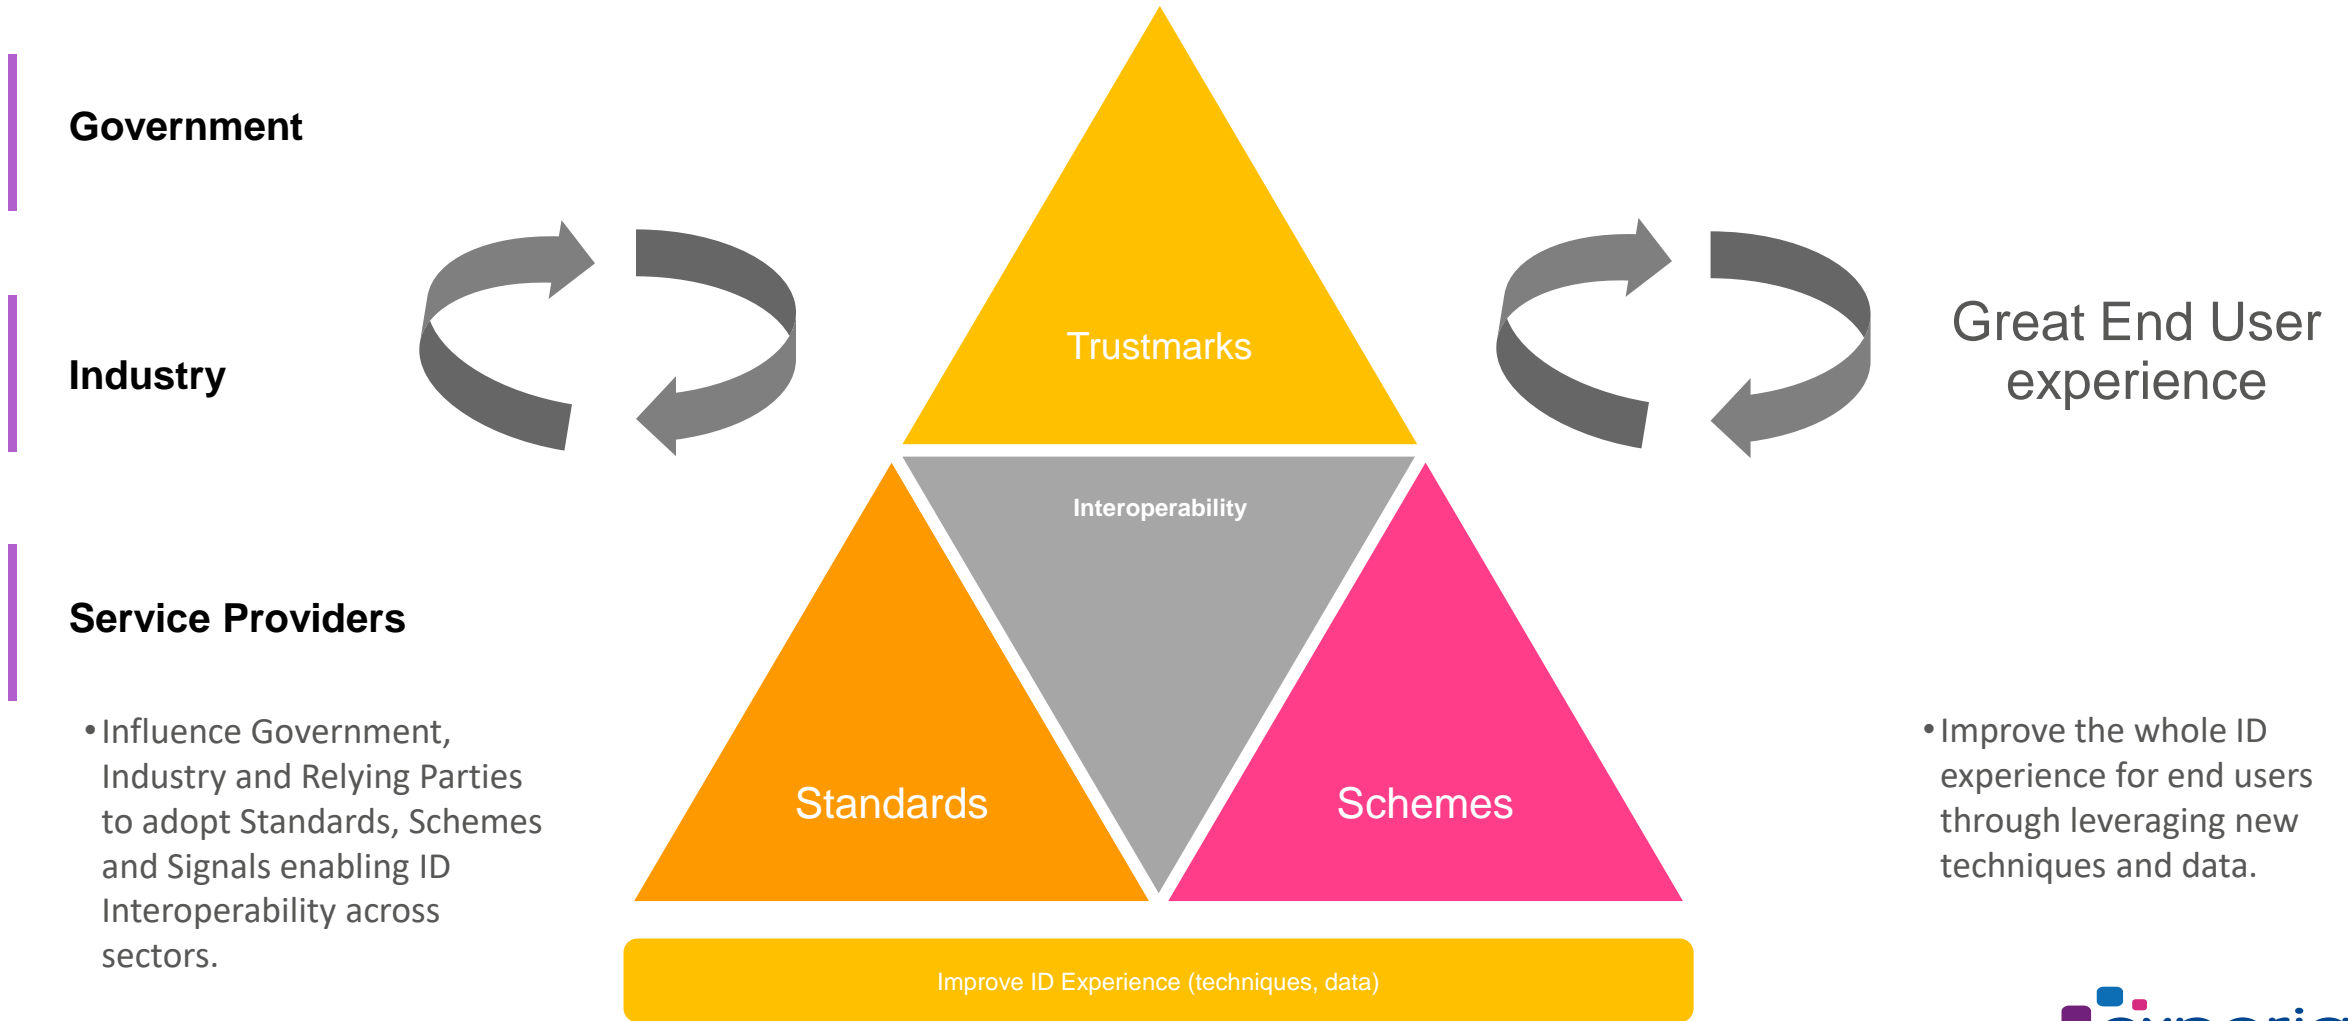 Government
Industry
Service Providers
• Influence Government,
Industry and Relying Parties
to adopt Standards, Schemes
and Signals enabling ID
Interoperability across
sectors.
Trustmarks
Interoperability
Standards
Schemes
Improve ID Experience (techniques, data)
Great End User
experience
• Improve the whole ID
experience for end users
through leveraging new
techniques and data.